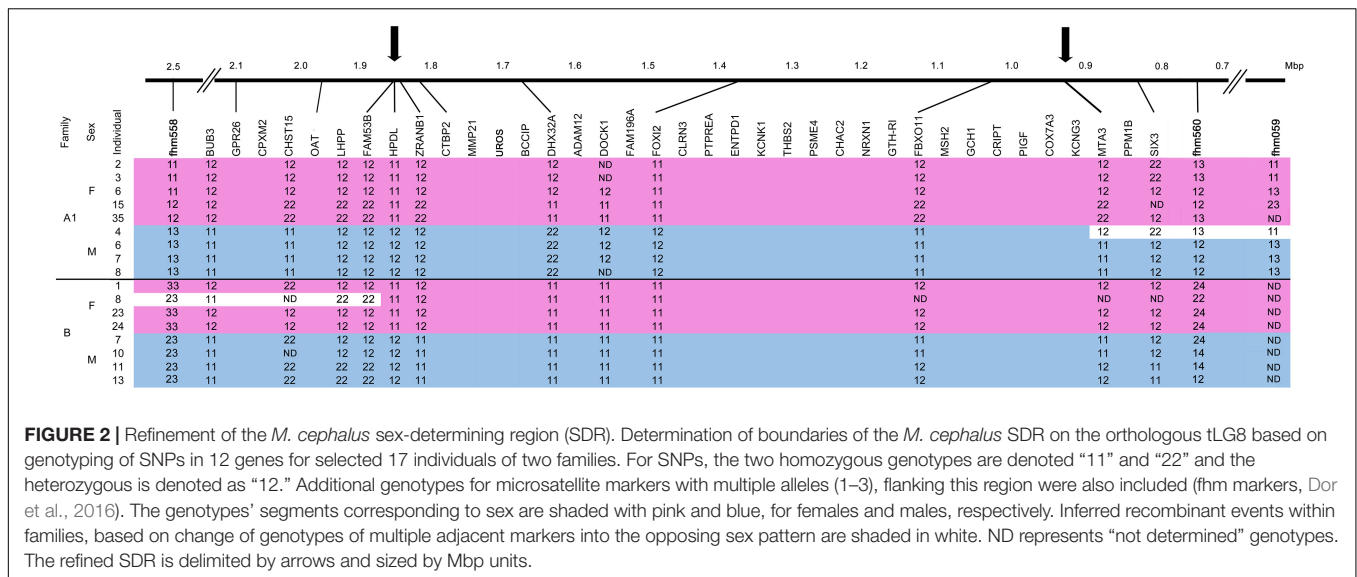 2.5 2.1 2.0 1.9 1.8 1.7 1.6 1.5 1.4 1.3 1.2 1.1 1.0 0.9 0.8 0.7 Mbp
Family Sex Individual fhm558 BUB3 GPR26 CPXM2 CHST15 OAT LHPP FAM53B HPDL ZRANB1 CTBP2 MMP21 UROS BCCIP DHX32A ADAM12 DOCK1 FAM196A FOXI2 CLRN3 PTPREA ENTPD1 KCNK1 THBS2 PSME4 CHAC2 NRXN1 GTH-RI FBXO11 MSH2 GCH1 CRIPT PIGF COX7A3 KCNG3 MTA3 PPM1B SIX3 fhm560 fhm059
2 11 12 12 12 12 11 12 12 ND 11 12 12 22 13 11
3 11 12 12 12 12 11 12 12 ND 11 12 12 22 13 11
F 6 11 12 12 12 12 11 12 12 12 11 12 12 12 12 13
15 12 12 22 22 22 11 22 11 11 11 22 22 ND 12 23
A1 35 12 12 22 22 22 11 22 11 11 11 22 22 12 13 ND
4 13 11 11 12 12 12 12 22 12 12 11 12 22 13 11
M 6 13 11 11 12 12 12 12 22 12 12 11 11 12 12 13
7 13 11 11 12 12 12 12 22 12 12 11 11 12 12 13
8 13 11 11 12 12 12 12 22 ND 12 11 11 12 12 13
1 33 12 22 12 12 11 12 11 11 11 12 12 12 24 ND
F 8 23 11 ND 22 22 11 12 11 11 11 ND ND ND 22 ND
23 33 12 12 12 12 11 12 11 11 11 12 12 12 24 ND
B 24 33 12 12 12 12 11 12 11 11 11 12 12 12 24 ND
7 23 11 22 12 12 12 11 11 11 11 11 11 12 24 ND
M 10 23 11 ND 12 12 12 11 11 11 11 11 11 12 14 ND
11 23 11 22 22 22 12 11 11 11 11 12 12 11 14 ND
13 23 11 22 22 22 12 11 11 11 11 12 12 11 12 ND
FIGURE 2 | Refinement of the M. cephalus sex-determining region (SDR). Determination of boundaries of the M. cephalus SDR on the orthologous tLG8 based on
genotyping of SNPs in 12 genes for selected 17 individuals of two families. For SNPs, the two homozygous genotypes are denoted “11” and “22” and the
heterozygous is denoted as “12.” Additional genotypes for microsatellite markers with multiple alleles (1–3), flanking this region were also included (fhm markers, Dor
et al., 2016). The genotypes’ segments corresponding to sex are shaded with pink and blue, for females and males, respectively. Inferred recombinant events within
families, based on change of genotypes of multiple adjacent markers into the opposing sex pattern are shaded in white. ND represents “not determined” genotypes.
The refined SDR is delimited by arrows and sized by Mbp units.